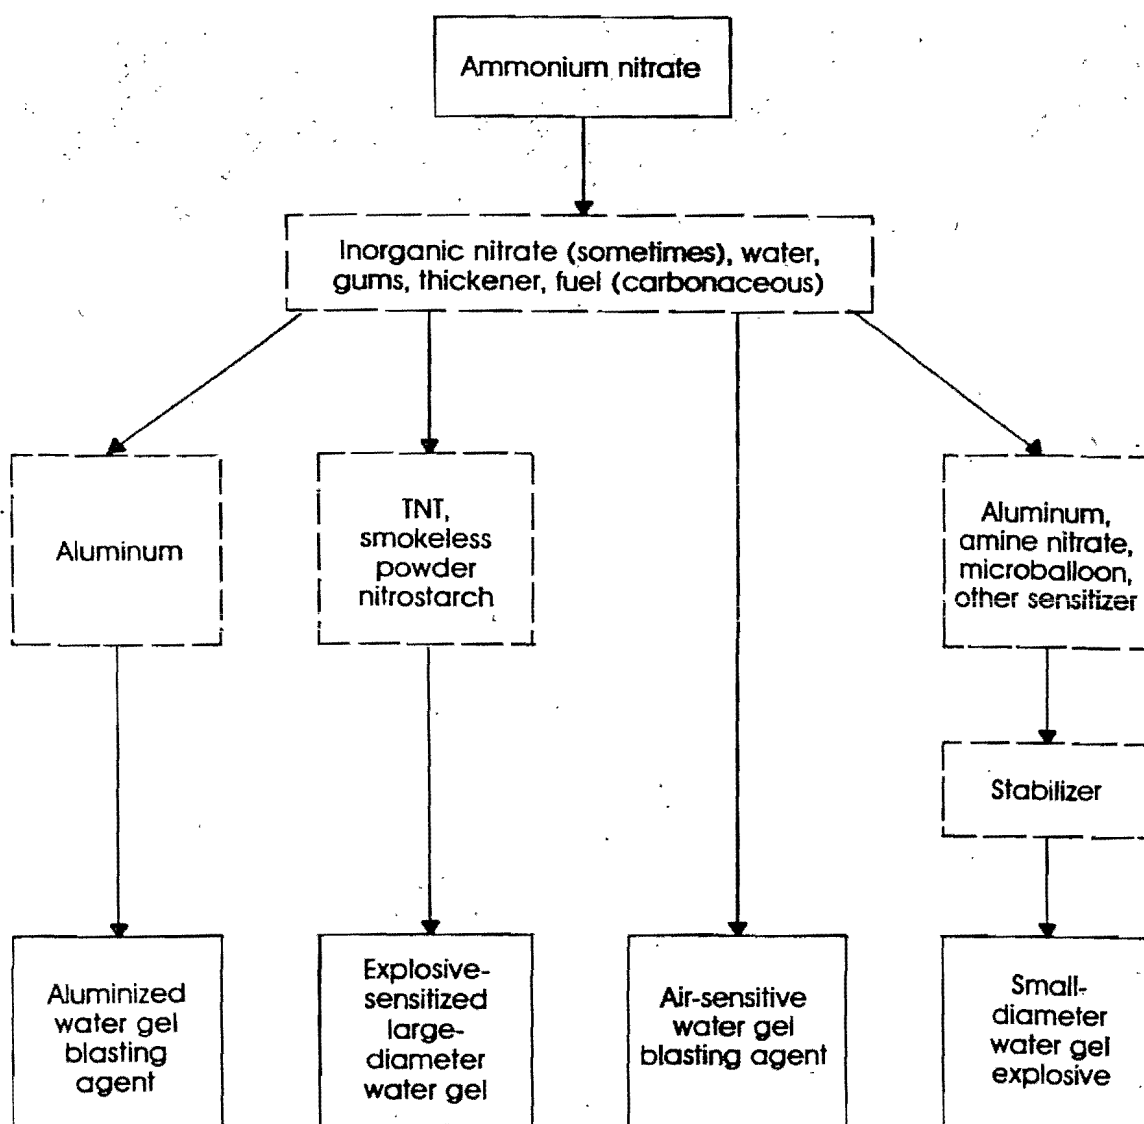 Ammonium nitrate
Inorganic nitrate (sometimes), water,
gums, thickener, fuel (carbonaceous)
Aluminum
TNT,
smokeless
powder
nitrostarch
Aluminum,
amine nitrate,
microballoon,
other sensitizer
Stabilizer
Aluminized
water gel
blasting
agent
Explosive-
sensitized
large-
diameter
water gel
Air-sensitive
water gel
blasting agent
Small-
diameter
water gel
explosive